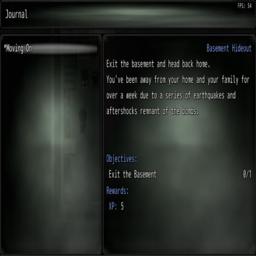 FPS: 54
Journal
*Moving On
Basement Hideout
Exit the basement and head back home.
You've been away from your home and your family for
over a week due to a series of earthquakes and
aftershocks remnant of the bombs.
Objectives:
Exit the Basement 0/1
Rewards:
XP: 5